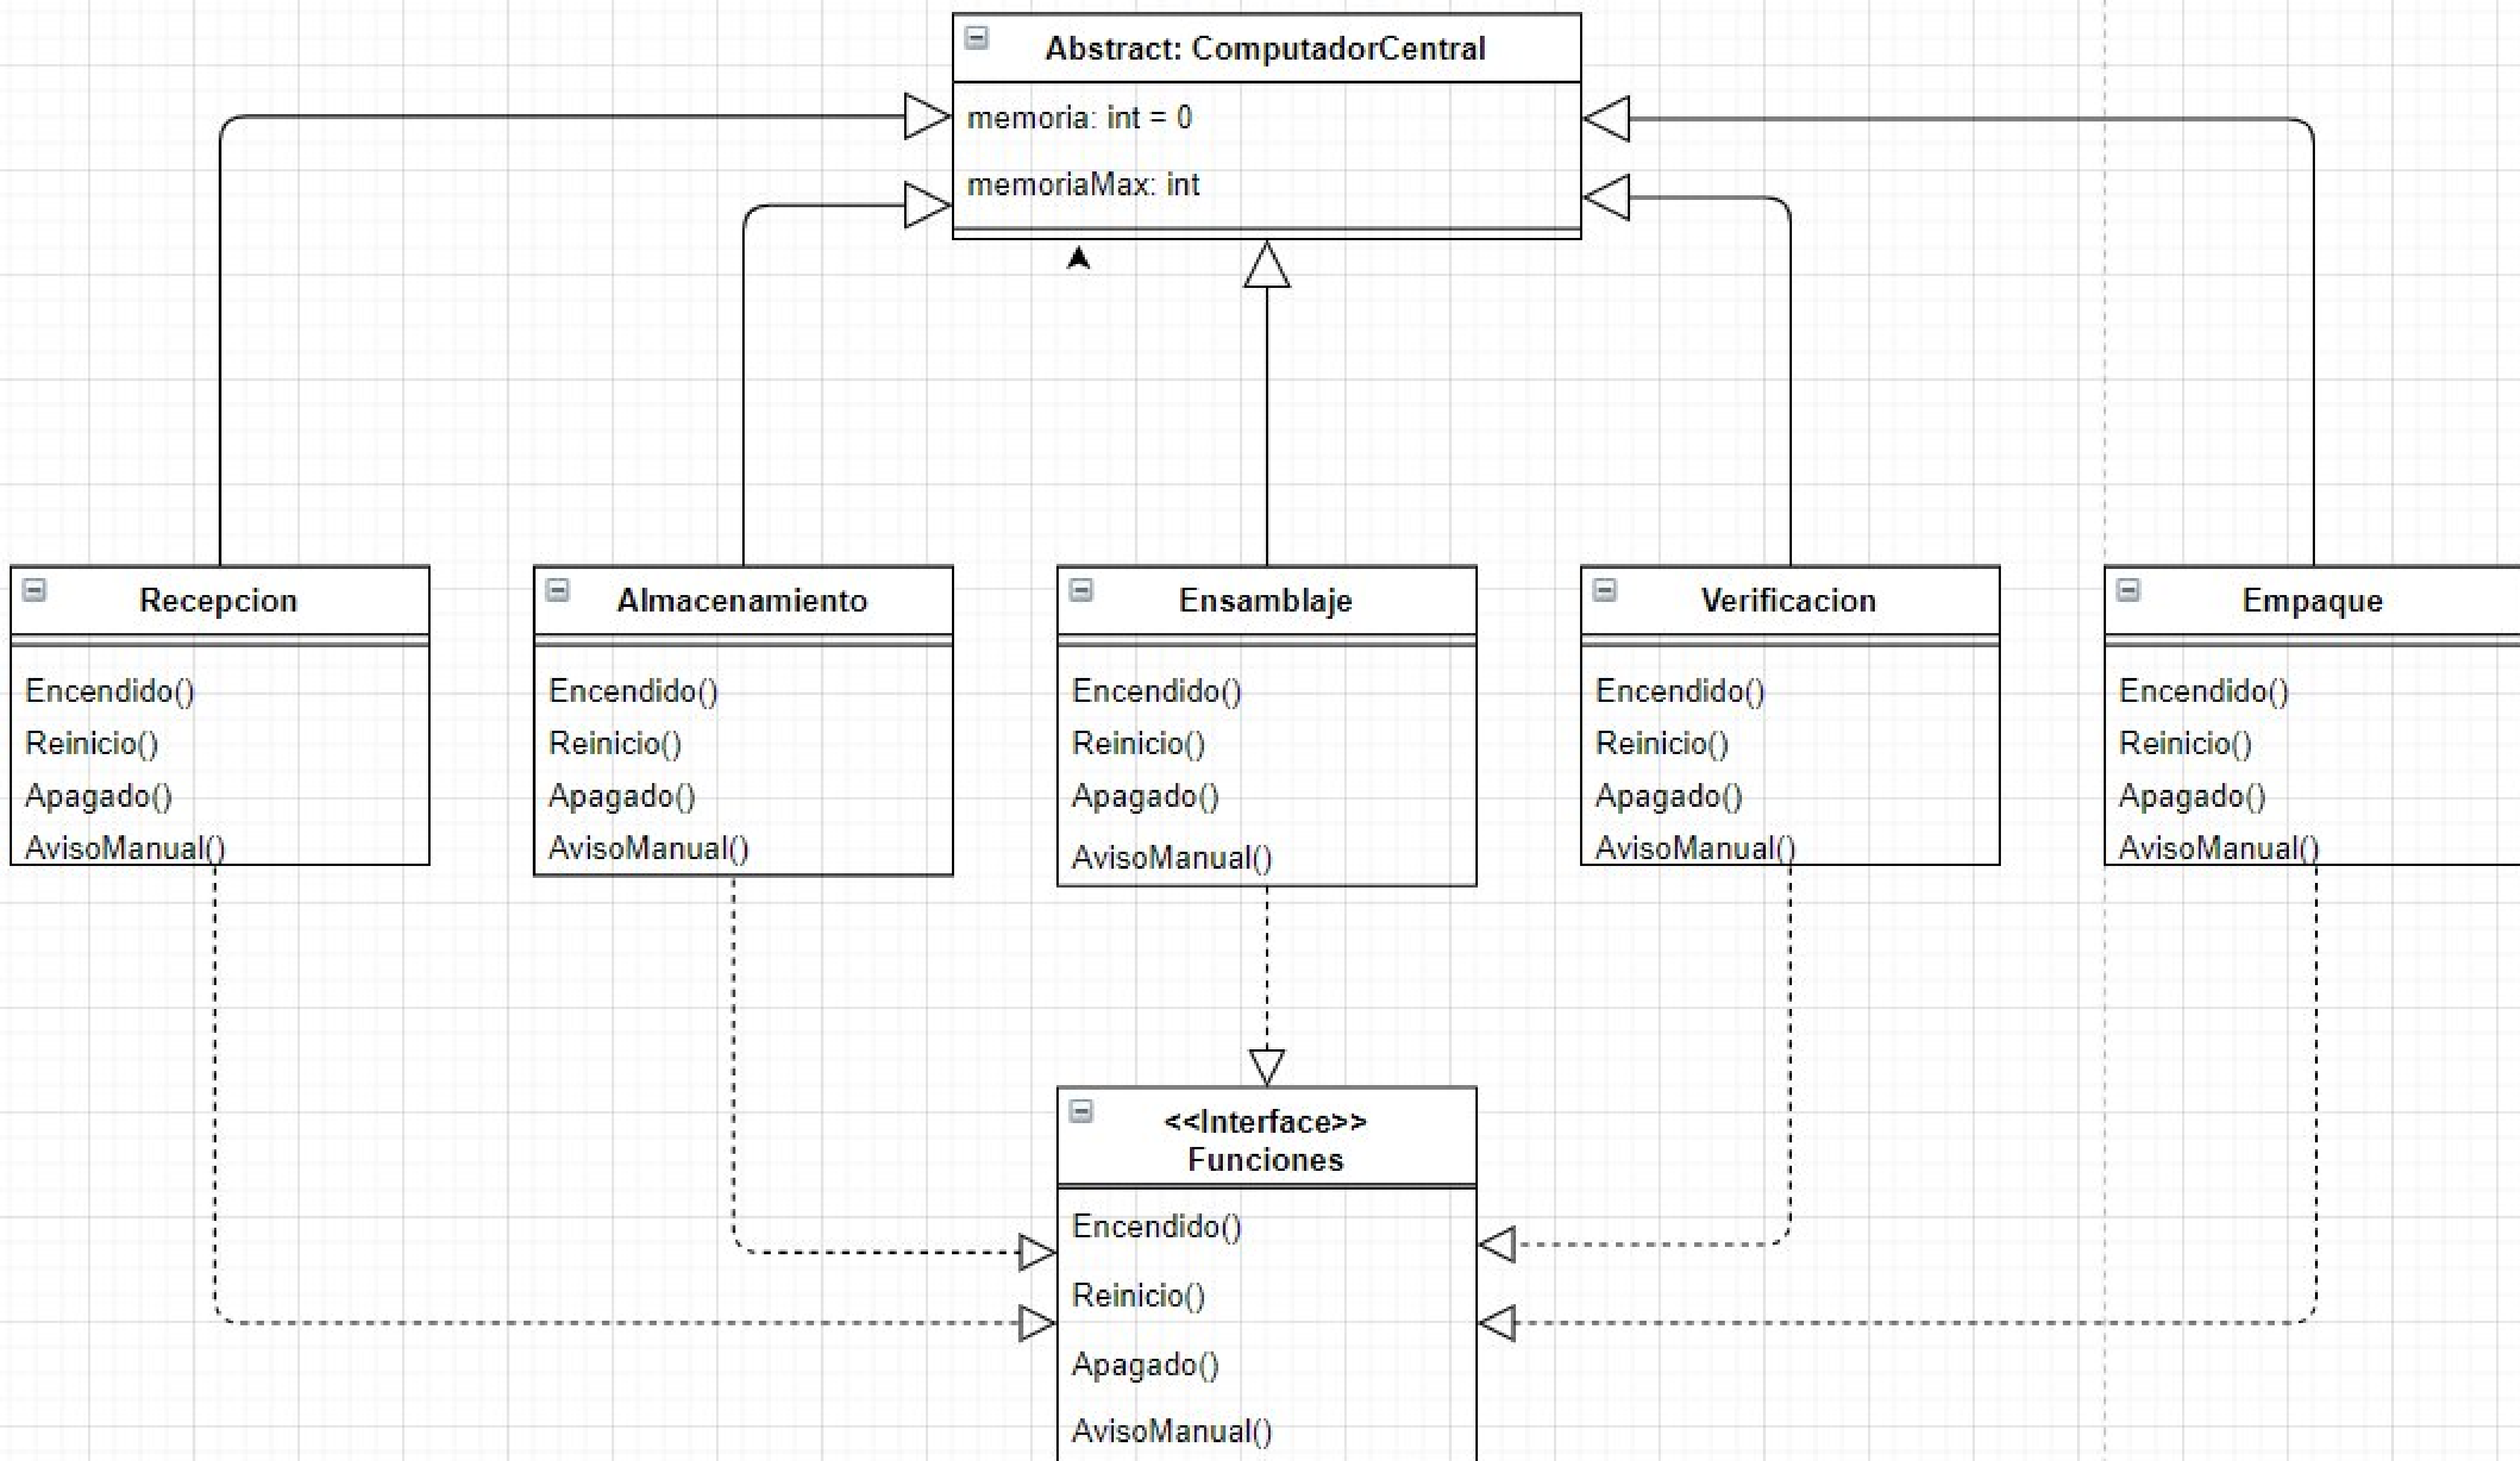 Abstract: ComputadorCentral
memoria: int = 0
memoriaMax: int
Recepcion
Encendido()
Reinicio()
Apagado()
AvisoManual()
Almacenamiento
Encendido()
Reinicio()
Apagado()
AvisoManual()
Ensamblaje
Encendido()
Reinicio()
Apagado()
AvisoManual()
Verificacion
Encendido()
Reinicio()
Apagado()
AvisoManual()
Empaque
Encendido()
Reinicio()
Apagado()
AvisoManual()
<<Interface>>
Funciones
Encendido()
Reinicio()
Apagado()
AvisoManual()